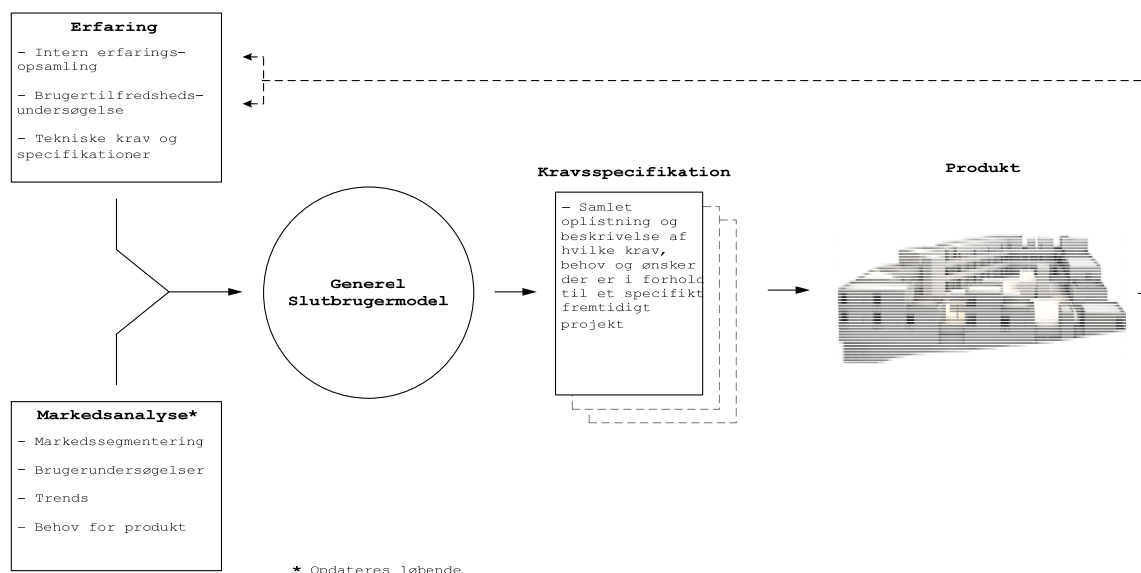 Erfaring
- Intern erfarings-
opsamling
- Brugertilfredsheds-
undersøgelse
- Tekniske krav og
specifikationer
Generel
Slutbrugermodel
Kravsspecifikation
- Samlet
oplistning og
beskrivelse af
hvilke krav,
behov og ønsker
der er i forhold
til et specifikt
fremtidigt
projekt
Produkt
Markedsanalyse*
- Markedssegmentering
- Brugerundersøgelser
- Trends
- Behov for produkt
* Opdateres løbende